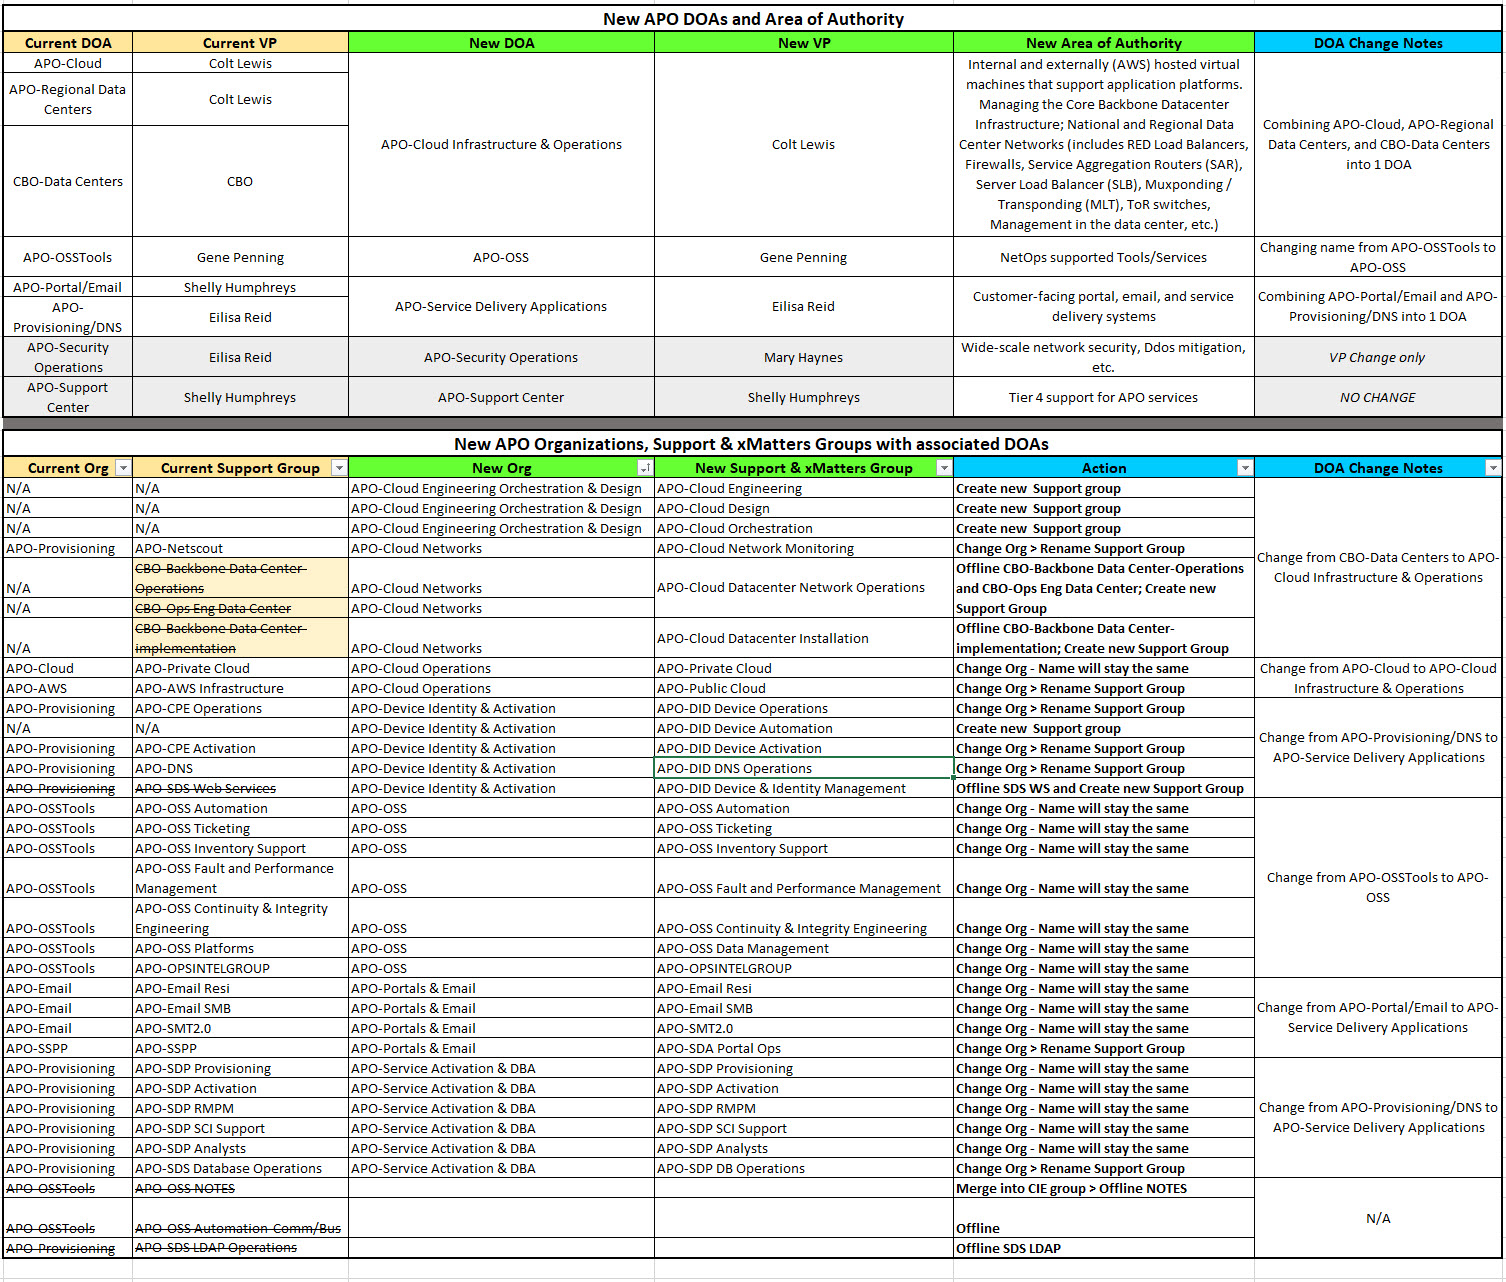 New APO DOAs and Area of Authority
Current DOA	Current VP	New DOA	New VP	New Area of Authority	DOA Change Notes
APO-Cloud	Colt Lewis
APO-Regional Data
Centers	Colt Lewis
CBO-Data Centers	CBO
APO-Cloud Infrastructure & Operations	Colt Lewis
Internal and externally (AWS) hosted virtual
machines that support application platforms.
Managing the Core Backbone Datacenter
Infrastructure; National and Regional Data
Center Networks (includes RED Load Balancers,
Firewalls, Service Aggregation Routers (SAR),
Server Load Balancer (SLB), Muxponding /
Transponding (MLT), ToR switches,
Management in the data center, etc.)
Combining APO-Cloud, APO-Regional
Data Centers, and CBO-Data Centers
into 1 DOA
APO-OSSTools	Gene Penning	APO-OSS	Gene Penning	NetOps supported Tools/Services
Changing name from APO-OSSTools to
APO-OSS
APO-Portal/Email	Shelly Humphreys
APO-
Provisioning/DNS	Eilisa Reid
APO-Service Delivery Applications	Eilisa Reid
Customer-facing portal, email, and service
delivery systems
Combining APO-Portal/Email and APO-
Provisioning/DNS into 1 DOA
APO-Security
Operations	Eilisa Reid	APO-Security Operations	Mary Haynes
Wide-scale network security, Ddos mitigation,
etc.
VP Change only
APO-Support
Center	Shelly Humphreys	APO-Support Center	Shelly Humphreys	Tier 4 support for APO services	NO CHANGE
New APO Organizations, Support & xMatters Groups with associated DOAs
Current Org	Current Support Group	New Org	New Support & xMatters Group	Action	DOA Change Notes
N/A	N/A	APO-Cloud Engineering Orchestration & Design	APO-Cloud Engineering	Create new Support group
N/A	N/A	APO-Cloud Engineering Orchestration & Design	APO-Cloud Design	Create new Support group
N/A	N/A	APO-Cloud Engineering Orchestration & Design	APO-Cloud Orchestration	Create new Support group
APO-Provisioning	APO-Netscout	APO-Cloud Networks	APO-Cloud Network Monitoring	Change Org > Rename Support Group
N/A	CBO-Backbone Data Center-
Operations	APO-Cloud Networks
N/A	CBO-Ops Eng Data Center	APO-Cloud Networks
APO-Cloud Datacenter Network Operations
Offline CBO-Backbone Data Center-Operations
and CBO-Ops Eng Data Center; Create new
Support Group
N/A	CBO-Backbone Data Center-
implementation	APO-Cloud Networks	APO-Cloud Datacenter Installation
Offline CBO-Backbone Data Center-
implementation; Create new Support Group
Change from CBO-Data Centers to APO-
Cloud Infrastructure & Operations
APO-Cloud	APO-Private Cloud	APO-Cloud Operations	APO-Private Cloud	Change Org - Name will stay the same
APO-AWS	APO-AWS Infrastructure	APO-Cloud Operations	APO-Public Cloud	Change Org > Rename Support Group
Change from APO-Cloud to APO-Cloud
Infrastructure & Operations
APO-Provisioning	APO-CPE Operations	APO-Device Identity & Activation	APO-DID Device Operations	Change Org > Rename Support Group
N/A	N/A	APO-Device Identity & Activation	APO-DID Device Automation	Create new Support group
APO-Provisioning	APO-CPE Activation	APO-Device Identity & Activation	APO-DID Device Activation	Change Org > Rename Support Group
APO-Provisioning	APO-DNS	APO-Device Identity & Activation	APO-DID DNS Operations	Change Org > Rename Support Group
APO-Provisioning	APO-SDS Web Services	APO-Device Identity & Activation	APO-DID Device & Identity Management	Offline SDS WS and Create new Support Group
Change from APO-Provisioning/DNS to
APO-Service Delivery Applications
APO-OSSTools	APO-OSS Automation	APO-OSS	APO-OSS Automation	Change Org - Name will stay the same
APO-OSSTools	APO-OSS Ticketing	APO-OSS	APO-OSS Ticketing	Change Org - Name will stay the same
APO-OSSTools	APO-OSS Inventory Support	APO-OSS	APO-OSS Inventory Support	Change Org - Name will stay the same
APO-OSSTools	APO-OSS Fault and Performance
Management	APO-OSS	APO-OSS Fault and Performance Management	Change Org - Name will stay the same
APO-OSSTools	APO-OSS Continuity & Integrity
Engineering	APO-OSS	APO-OSS Continuity & Integrity Engineering	Change Org - Name will stay the same
APO-OSSTools	APO-OSS Platforms	APO-OSS	APO-OSS Data Management	Change Org - Name will stay the same
APO-OSSTools	APO-OPSINTELGROUP	APO-OSS	APO-OPSINTELGROUP	Change Org - Name will stay the same
Change from APO-OSSTools to APO-
OSS
APO-Email	APO-Email Resi	APO-Portals & Email	APO-Email Resi	Change Org - Name will stay the same
APO-Email	APO-Email SMB	APO-Portals & Email	APO-Email SMB	Change Org - Name will stay the same
APO-Email	APO-SMT2.0	APO-Portals & Email	APO-SMT2.0	Change Org - Name will stay the same
APO-SSPP	APO-SSPP	APO-Portals & Email	APO-SDA Portal Ops	Change Org > Rename Support Group
Change from APO-Portal/Email to APO-
Service Delivery Applications
APO-Provisioning	APO-SDP Provisioning	APO-Service Activation & DBA	APO-SDP Provisioning	Change Org - Name will stay the same
APO-Provisioning	APO-SDP Activation	APO-Service Activation & DBA	APO-SDP Activation	Change Org - Name will stay the same
APO-Provisioning	APO-SDP RMPM	APO-Service Activation & DBA	APO-SDP RMPM	Change Org - Name will stay the same
APO-Provisioning	APO-SDP SCI Support	APO-Service Activation & DBA	APO-SDP SCI Support	Change Org - Name will stay the same
APO-Provisioning	APO-SDP Analysts	APO-Service Activation & DBA	APO-SDP Analysts	Change Org - Name will stay the same
APO-Provisioning	APO-SDS Database Operations	APO-Service Activation & DBA	APO-SDP DB Operations	Change Org > Rename Support Group
Change from APO-Provisioning/DNS to
APO-Service Delivery Applications
APO-OSSTools	APO-OSS NOTES	Merge into CIE group > Offline NOTES
APO-OSSTools	APO-OSS Automation-Comm/Bus	Offline
APO-Provisioning	APO-SDS LDAP Operations	Offline SDS LDAP
N/A